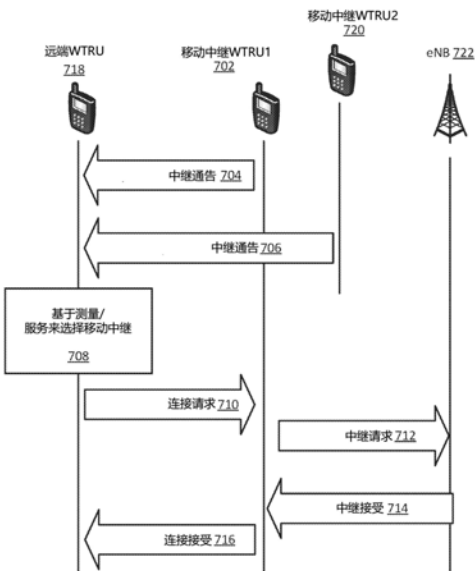 远端WTRU
718
移动中继WTRU1
702
移动中继WTRU2
720
eNB 722
中继通告 704
中继通告 706
基于测量/
服务来选择移动中继
708
连接请求 710
中继请求 712
中继接受 714
连接接受 716